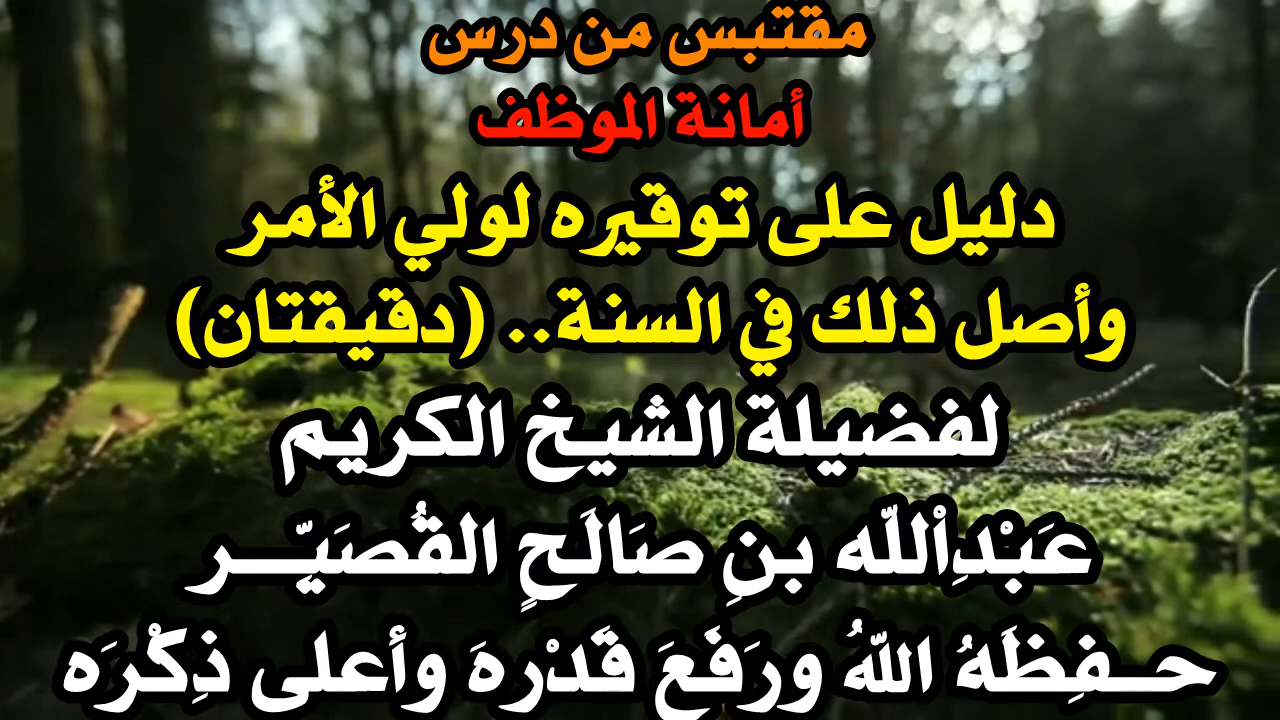 مقتبس من درس
أمانة الموظف
دليل على توقيره لولي الأمر
وأصل ذلك في السنة.. (دقيقتان)
لفضيلة الشيخ الكريم
عَبْدِاْللّه بنِ صَالَحٍ القُصَيّـــر
حــفِظَهُ اللّهُ ورَفَعَ قَدْرهَ وأعلى ذِكْرَه